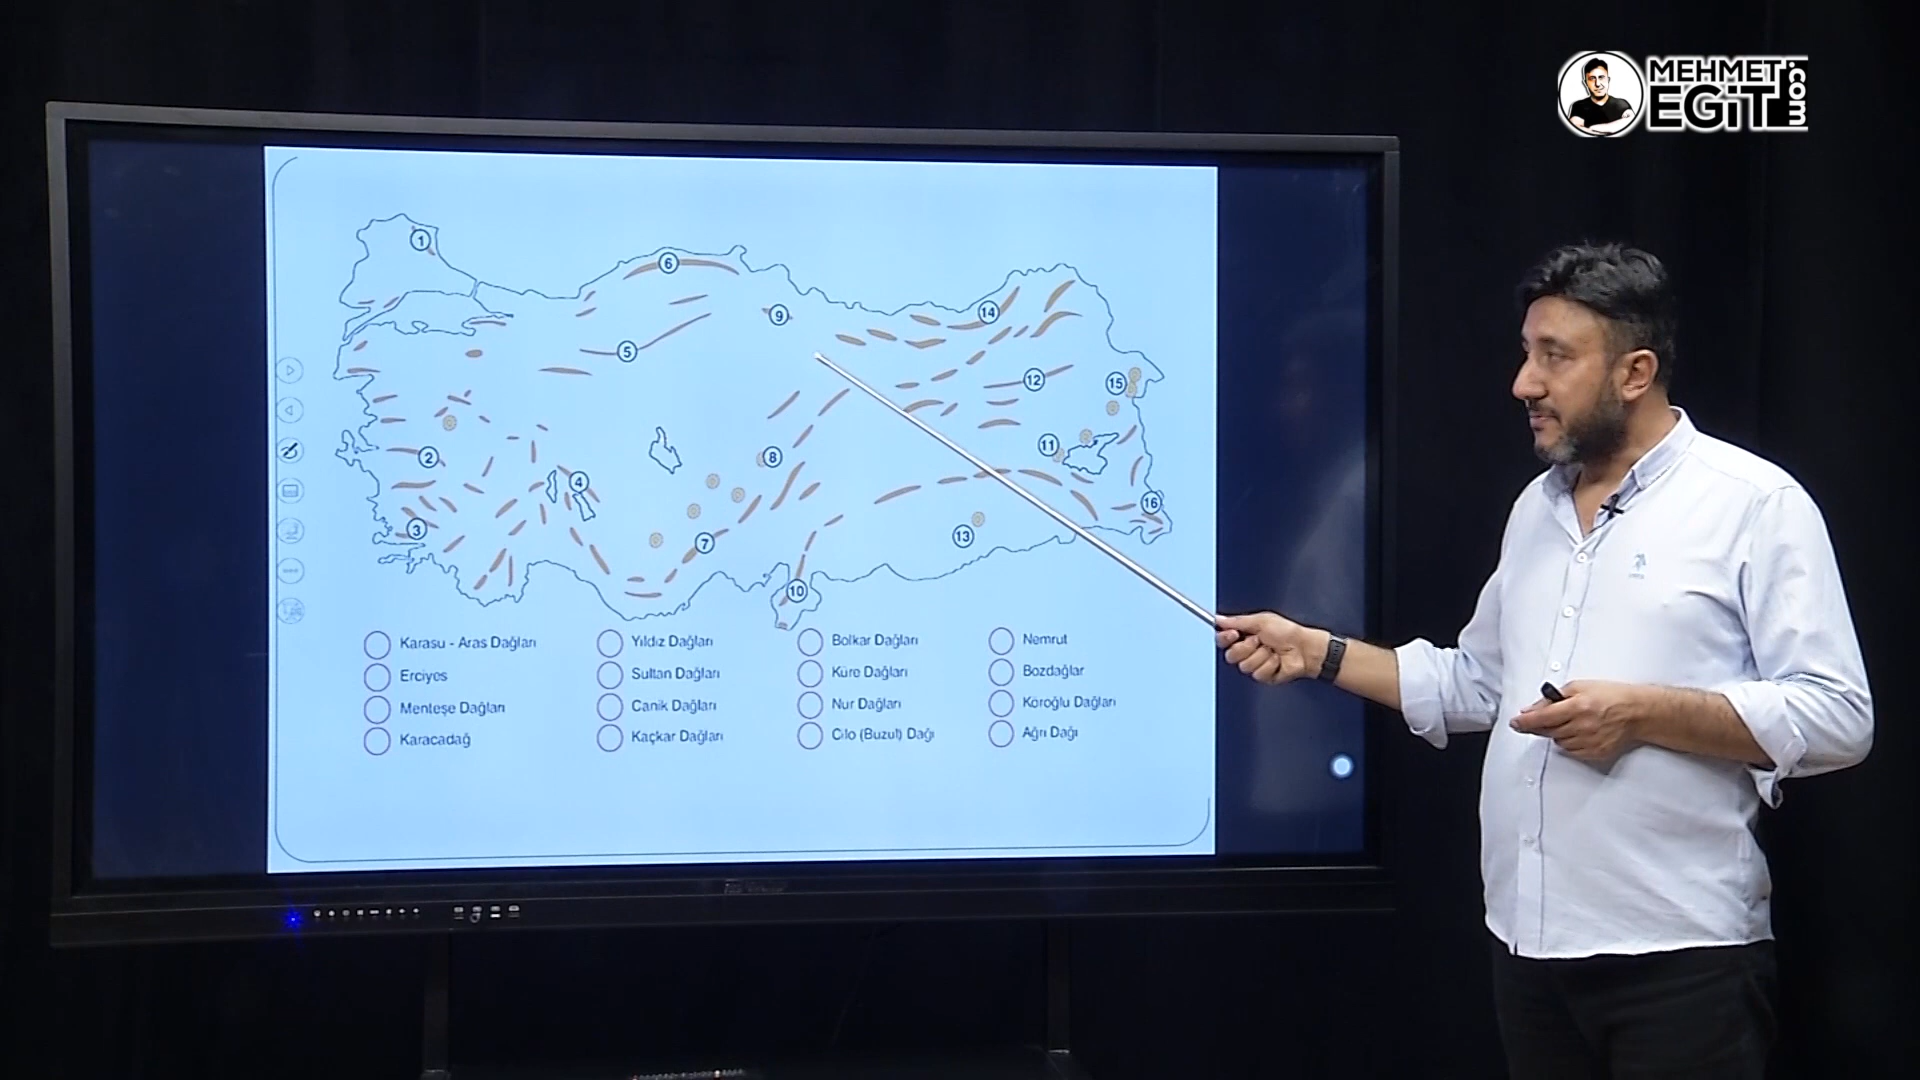 MEHMET
EGiT
.com
1
6
9
14
5
12
15
11
2
8
4
16
3
7
13
10
Karasu - Aras Dağları
Yıldız Dağları
Bolkar Dağları
Nemrut
Erciyes
Sultan Dağları
Küre Dağları
Bozdağlar
Menteşe Dağları
Canik Dağları
Nur Dağları
Köroğlu Dağları
Karacadağ
Kaçkar Dağları
Cilo (Buzul) Dağı
Ağrı Dağı